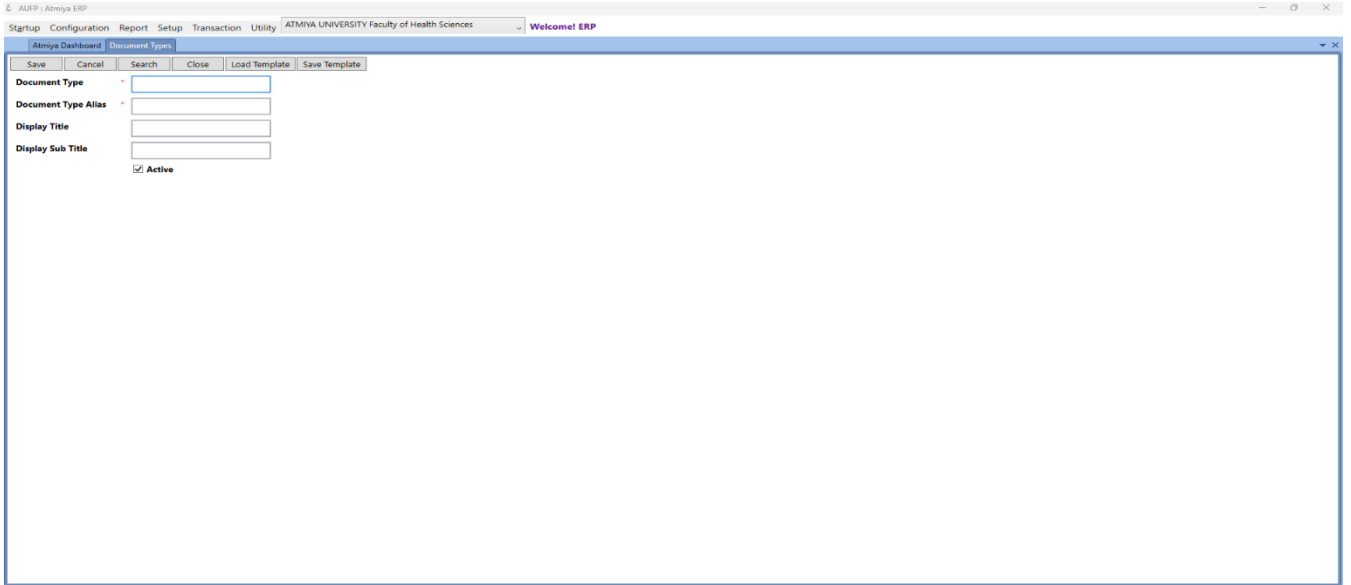 AUFP : Atmiya ERP
Startup Configuration Report Setup Transaction Utility ATMIYA UNIVERSITY Faculty of Health Sciences Welcome! ERP
Atmiya Dashboard Document Types
Save Cancel Search Close Load Template Save Template
Document Type *
Document Type Alias *
Display Title
Display Sub Title
Active